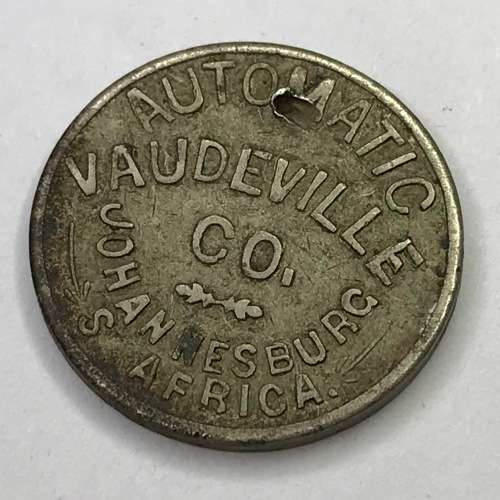 AUTOMATIC
VAUDEVILLE
CO.
JOHANNESBURG
S AFRICA.